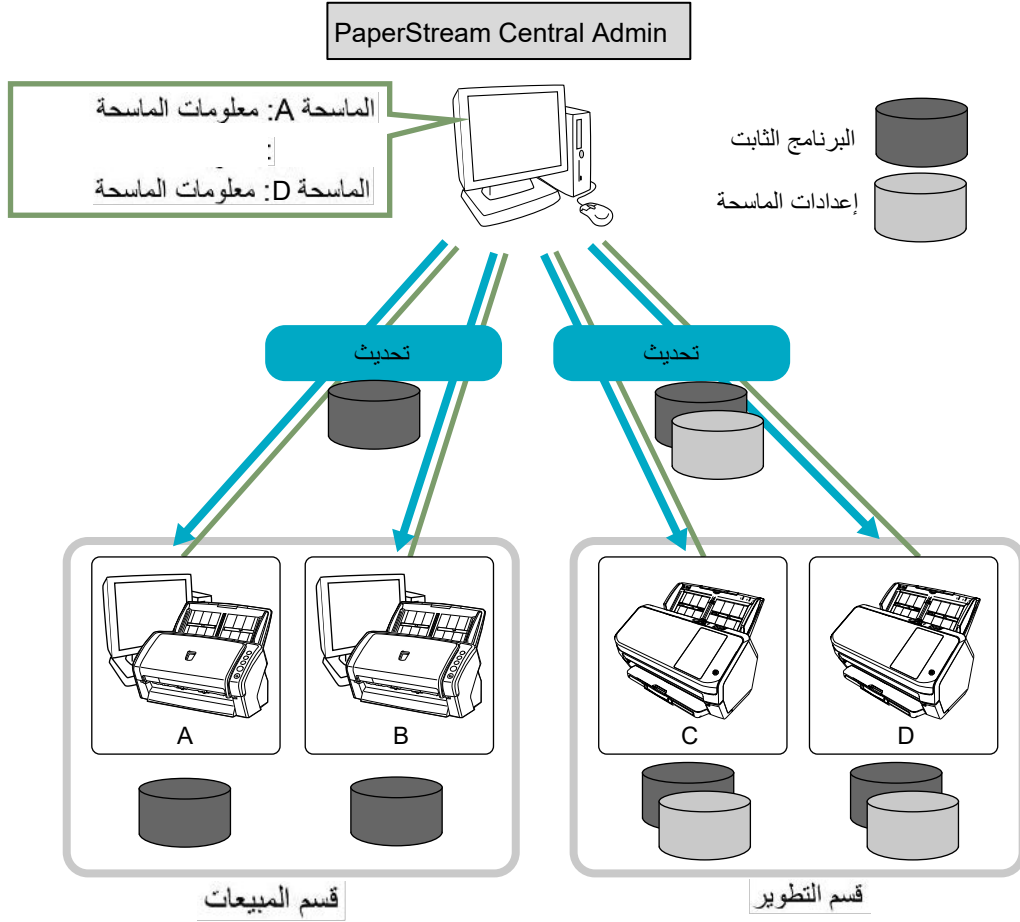 PaperStream Central Admin
الماسحة A: معلومات الماسحة
:
الماسحة D: معلومات الماسحة
البرنامج الثابت
إعدادات الماسحة
تحديث
تحديث
A
B
C
D
قسم المبيعات
قسم التطوير